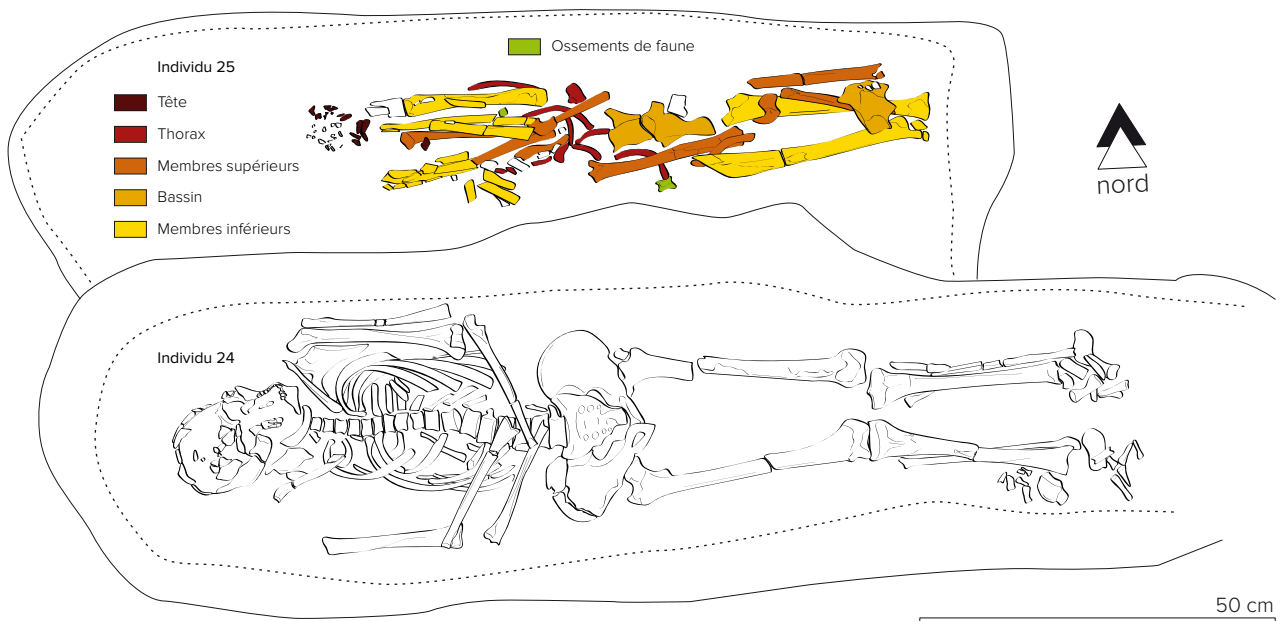 Ossements de faune
Individu 25
Tête
Thorax
Membres supérieurs
Bassin
Membres inférieurs
nord
Individu 24
50 cm